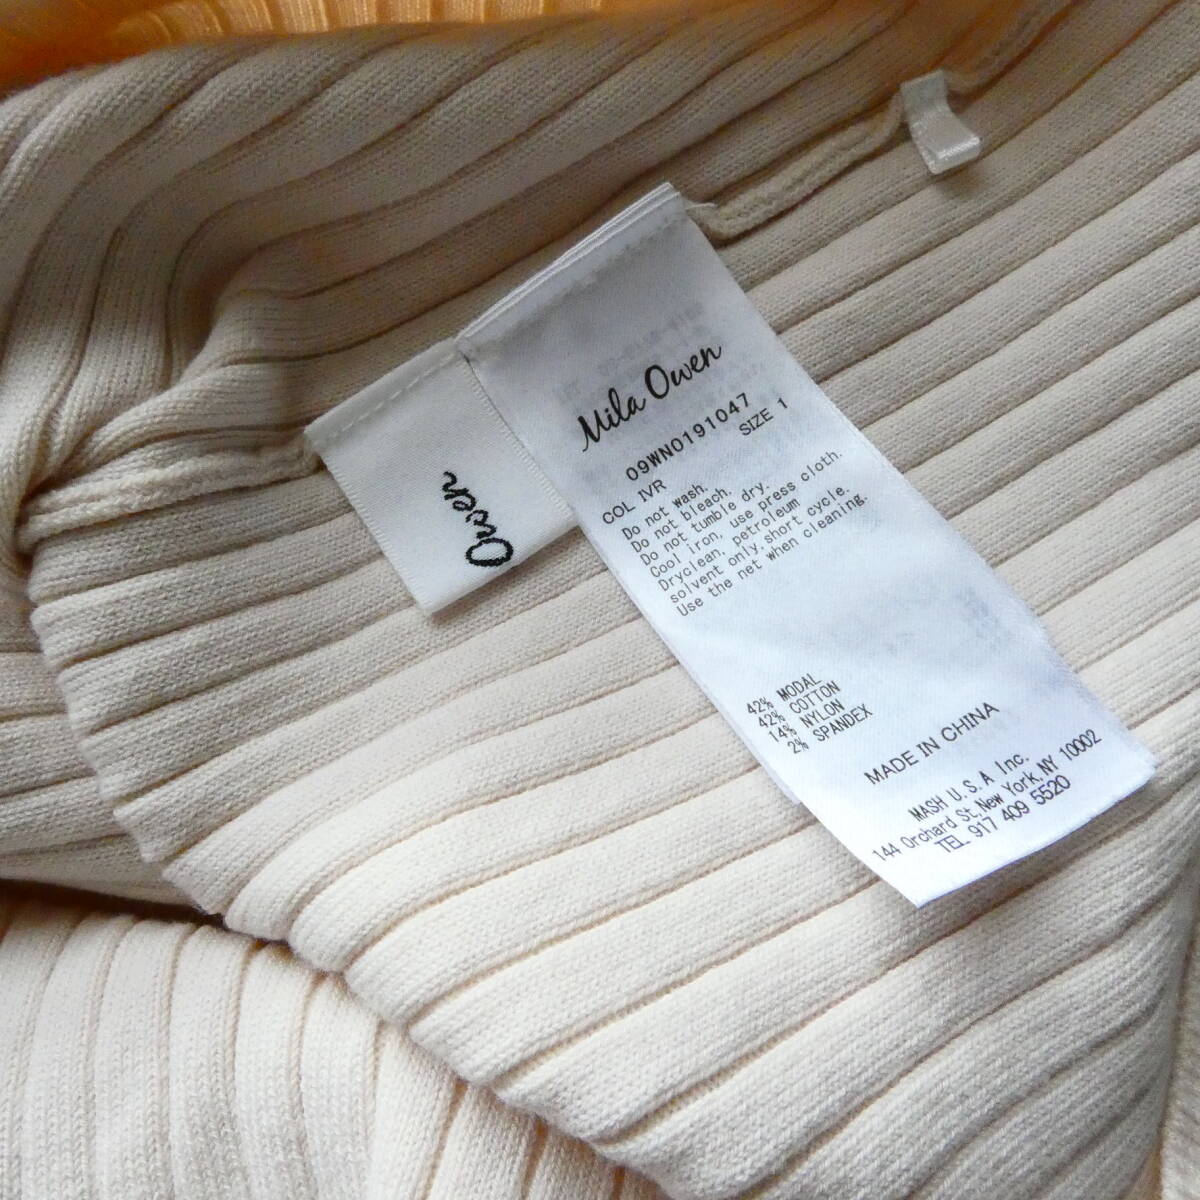 Owen
Mila Owen
09WN0191047
SIZE 1
COL IVR
Do not wash.
Do not bleach.
Do not tumble dry.
Cool iron, use press cloth.
Dryclean, petroleum
solvent only, short cycle.
Use the net when cleaning.
42% MODAL
42% COTTON
14% NYLON
2% SPANDEX
MADE IN CHINA
MASH U.S.A Inc.
144 Orchard St, New York, NY 10002
TEL 917 409 5520